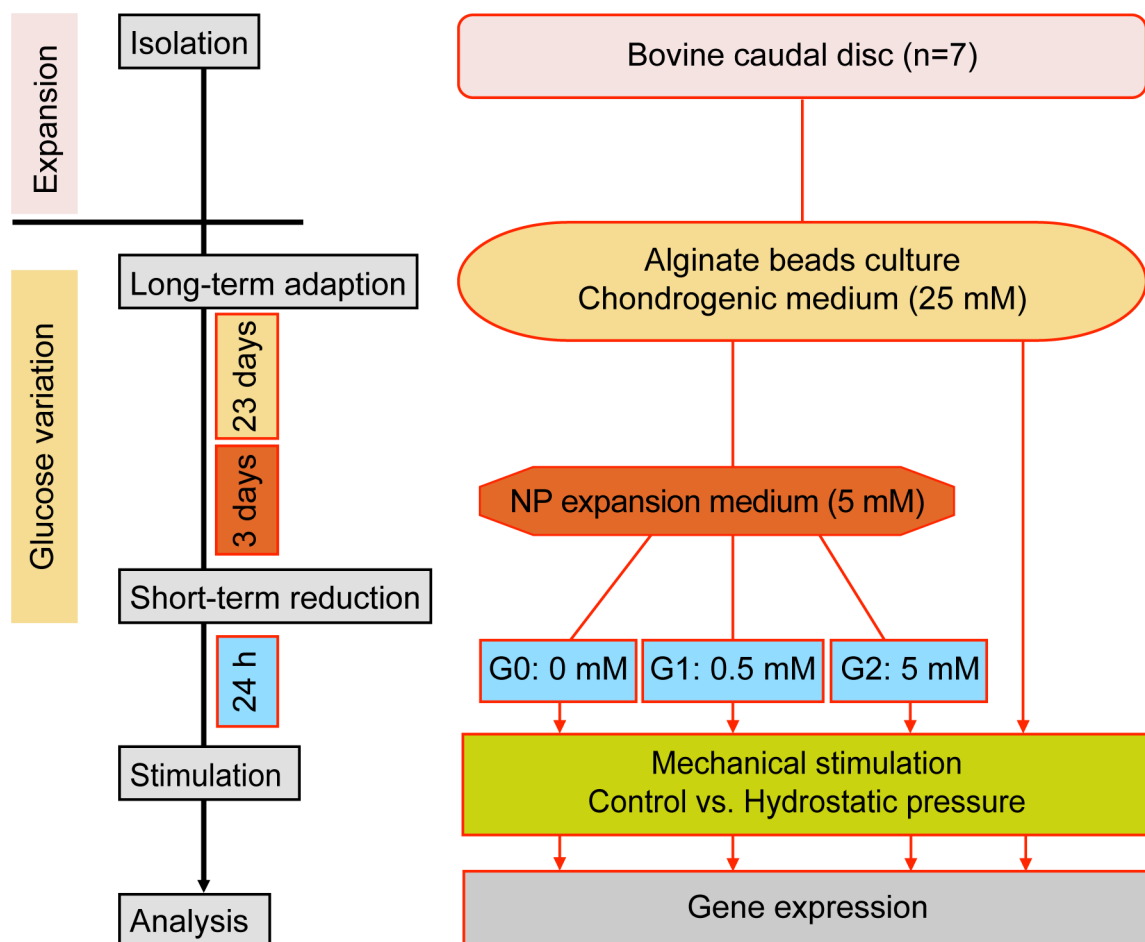 Expansion
Isolation
Bovine caudal disc (n=7)
Glucose variation
Long-term adaption
Alginate beads culture
Chondrogenic medium (25 mM)
23 days
3 days
NP expansion medium (5 mM)
Short-term reduction
24 h
G0: 0 mM
G1: 0.5 mM
G2: 5 mM
Stimulation
Mechanical stimulation
Control vs. Hydrostatic pressure
Analysis
Gene expression